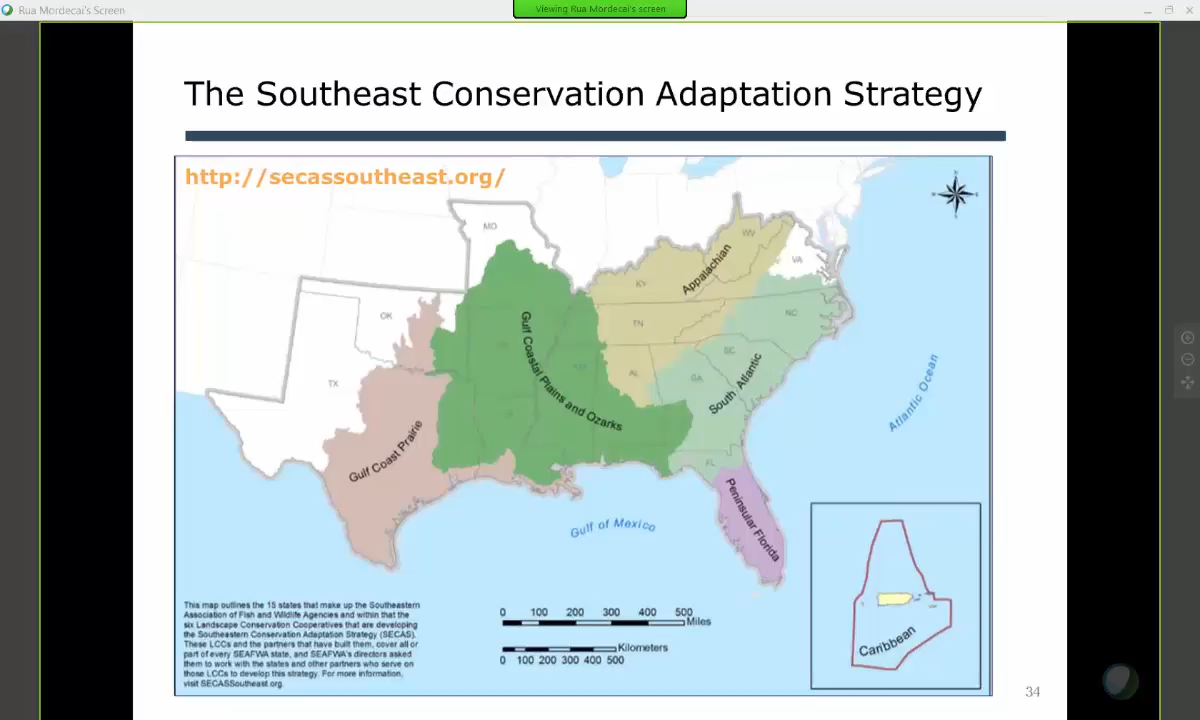 Rua Mordecai's Screen
Viewing Rua Mordecai's screen
The Southeast Conservation Adaptation Strategy
http://secassoutheast.org/
MO
WV
VA
KY
Appalachian
OK
TN
NC
SC
TX
AL
GA
Gulf Coastal Plains and Ozarks
South Atlantic
Atlantic Ocean
Gulf Coast Prairie
FL
Peninsular Florida
Gulf of Mexico
Caribbean
This map outlines the 15 states that make up the Southeastern
Association of Fish and Wildlife Agencies and within that the
six Landscape Conservation Cooperatives that are developing
the Southeastern Conservation Adaptation Strategy (SECAS).
These LCCs and the partners that have built them, cover all or
part of every SEAFWA state, and SEAFWA's directors asked
them to work with the states and other partners who serve on
those LCCs to develop this strategy. For more information,
visit SECASSoutheast.org.
0 100 200 300 400 500
Miles
Kilometers
0 100 200 300 400 500
34